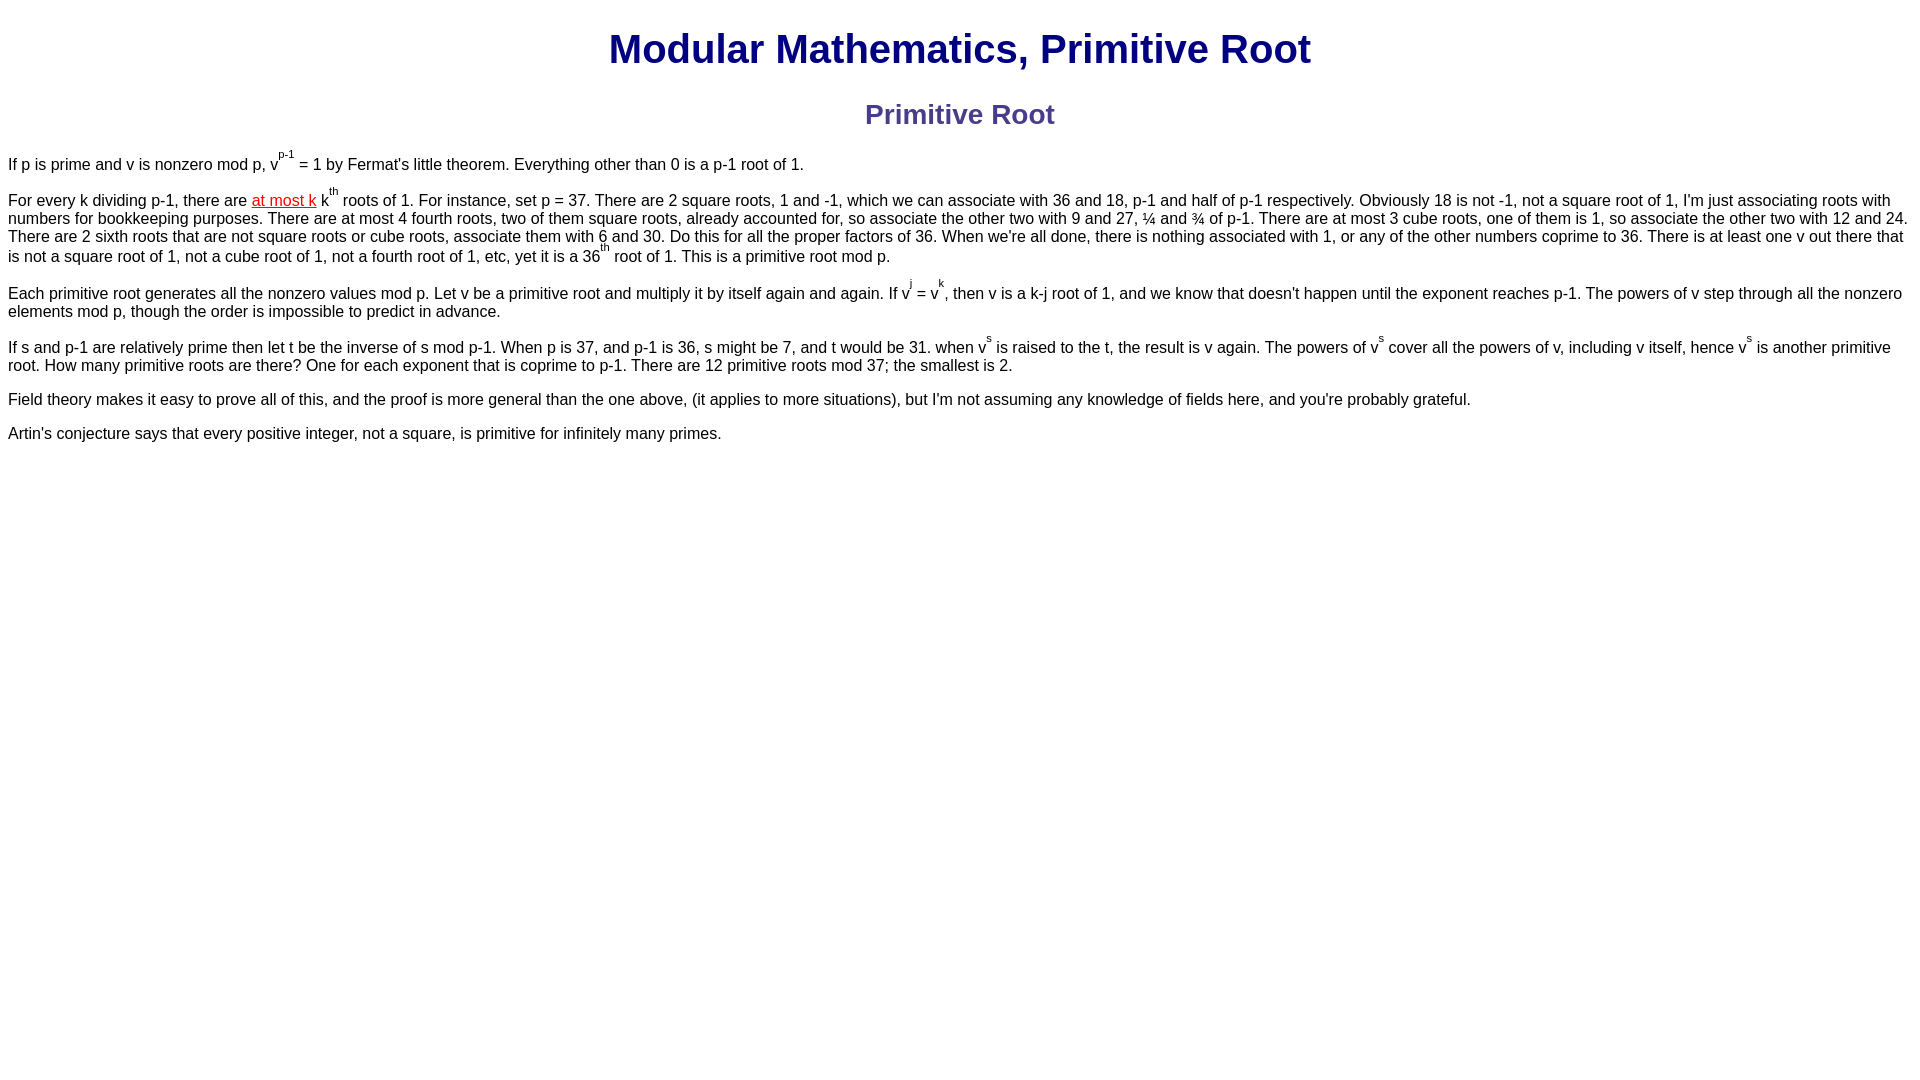 Modular Mathematics, Primitive Root
Primitive Root
If p is prime and v is nonzero mod p, v^p-1 = 1 by Fermat's little theorem. Everything other than 0 is a p-1 root of 1.
For every k dividing p-1, there are at most k k^th roots of 1. For instance, set p = 37. There are 2 square roots, 1 and -1, which we can associate with 36 and 18, p-1 and half of p-1 respectively. Obviously 18 is not -1, not a square root of 1, I'm just associating roots with
numbers for bookkeeping purposes. There are at most 4 fourth roots, two of them square roots, already accounted for, so associate the other two with 9 and 27, ¼ and ¾ of p-1. There are at most 3 cube roots, one of them is 1, so associate the other two with 12 and 24.
There are 2 sixth roots that are not square roots or cube roots, associate them with 6 and 30. Do this for all the proper factors of 36. When we're all done, there is nothing associated with 1, or any of the other numbers coprime to 36. There is at least one v out there that
is not a square root of 1, not a cube root of 1, not a fourth root of 1, etc, yet it is a 36^th root of 1. This is a primitive root mod p.
Each primitive root generates all the nonzero values mod p. Let v be a primitive root and multiply it by itself again and again. If v^j = v^k, then v is a k-j root of 1, and we know that doesn't happen until the exponent reaches p-1. The powers of v step through all the nonzero
elements mod p, though the order is impossible to predict in advance.
If s and p-1 are relatively prime then let t be the inverse of s mod p-1. When p is 37, and p-1 is 36, s might be 7, and t would be 31. when v^s is raised to the t, the result is v again. The powers of v^s cover all the powers of v, including v itself, hence v^s is another primitive
root. How many primitive roots are there? One for each exponent that is coprime to p-1. There are 12 primitive roots mod 37; the smallest is 2.
Field theory makes it easy to prove all of this, and the proof is more general than the one above, (it applies to more situations), but I'm not assuming any knowledge of fields here, and you're probably grateful.
Artin's conjecture says that every positive integer, not a square, is primitive for infinitely many primes.